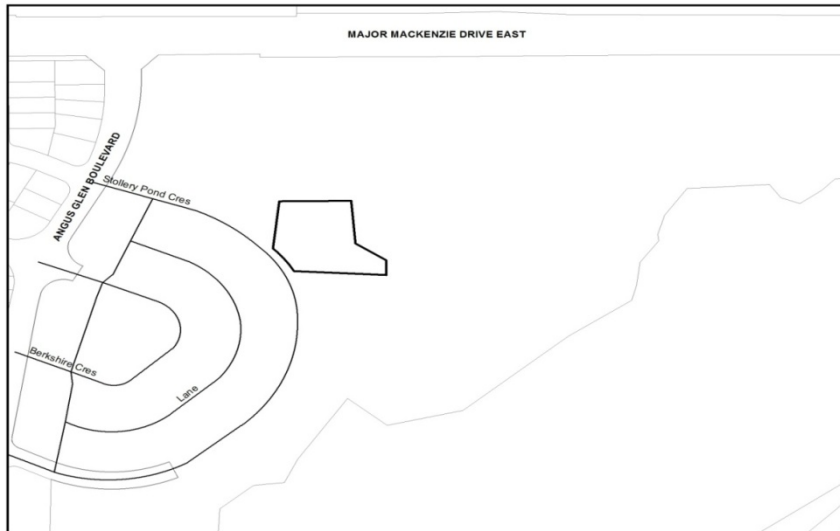 MAJOR MACKENZIE DRIVE EAST
ANGUS GLEN BOULEVARD
Stollery Pond Cres
Berkshire Cres
Lane